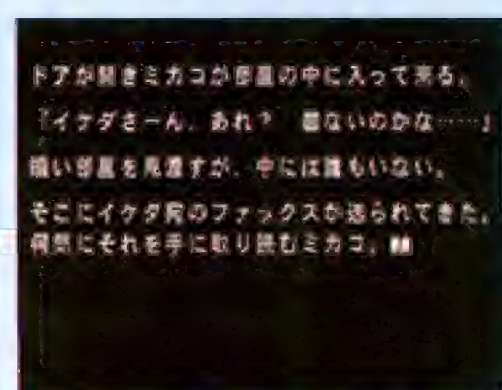 ドアが開きミカコが部屋の中に入って来る。
「イケダさーん、あれ? 居ないのかな……」
暗い部屋を見渡すが、中には誰もいない。
そこにイケダ宛のファックスが送られてきた。
何気にそれを手に取り読むミカコ。